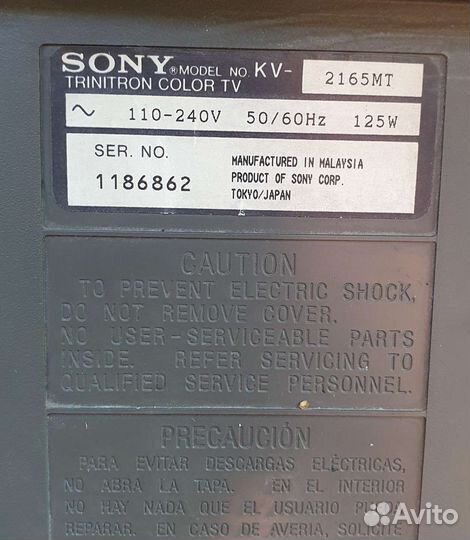 SONY® MODEL NO. KV- 2165MT
TRINITRON COLOR TV
~ 110-240V 50/60Hz 125W
SER. NO.
1186862
MANUFACTURED IN MALAYSIA
PRODUCT OF SONY CORP.
TOKYO/JAPAN
CAUTION
TO PREVENT ELECTRIC SHOCK,
DO NOT REMOVE COVER.
NO USER-SERVICEABLE PARTS
INSIDE. REFER SERVICING TO
QUALIFIED SERVICE PERSONNEL.
PRECAUCIÓN
PARA EVITAR DESCARGAS ELÉCTRICAS,
NO ABRA LA TAPA. EN EL INTERIOR
NO HAY NADA QUE EL USUARIO
REPARAR. EN CASO DE AVERIA, SOLICITE
Avito